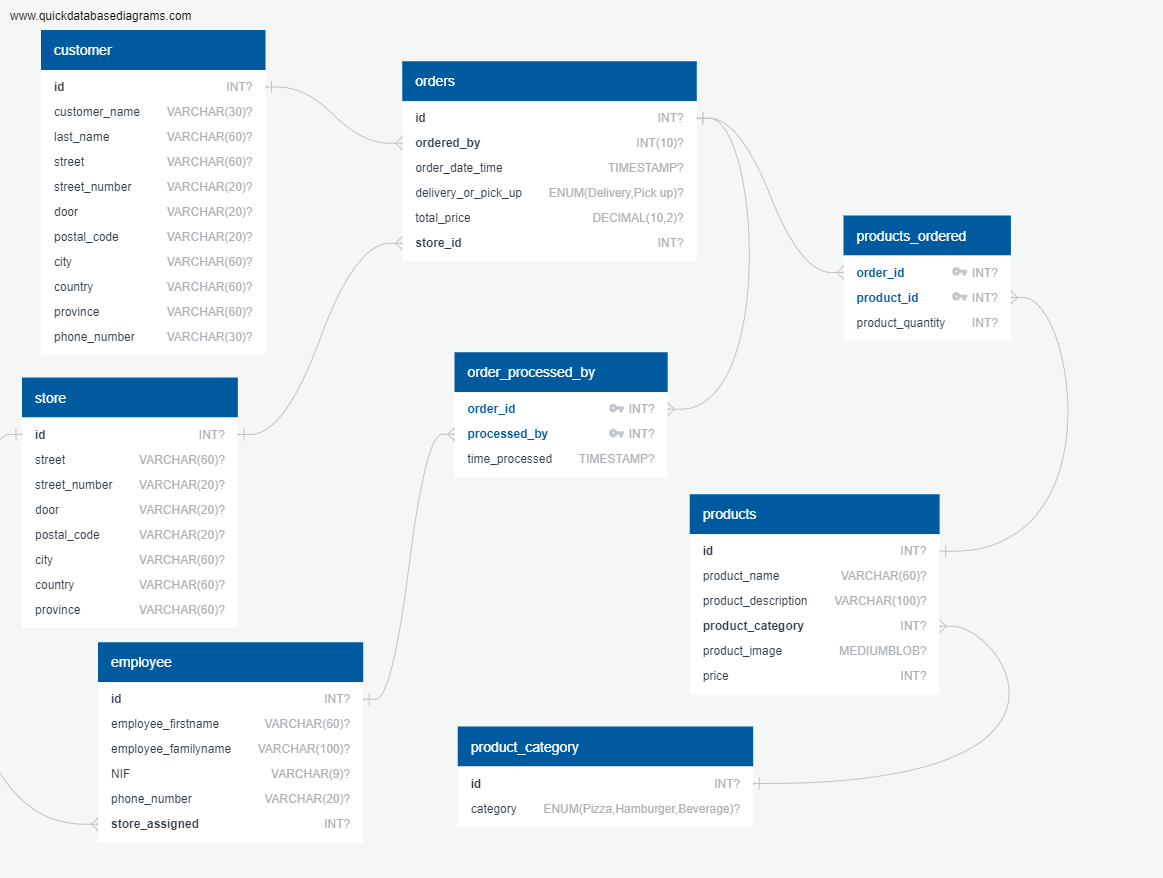 www.quickdatabasediagrams.com
customer
id INT?
customer_name VARCHAR(30)?
last_name VARCHAR(60)?
street VARCHAR(60)?
street_number VARCHAR(20)?
door VARCHAR(20)?
postal_code VARCHAR(20)?
city VARCHAR(60)?
country VARCHAR(60)?
province VARCHAR(60)?
phone_number VARCHAR(30)?
orders
id INT?
ordered_by INT(10)?
order_date_time TIMESTAMP?
delivery_or_pick_up ENUM(Delivery,Pick up)?
total_price DECIMAL(10,2)?
store_id INT?
products_ordered
order_id INT?
product_id INT?
product_quantity INT?
store
id INT?
street VARCHAR(60)?
street_number VARCHAR(20)?
door VARCHAR(20)?
postal_code VARCHAR(20)?
city VARCHAR(60)?
country VARCHAR(60)?
province VARCHAR(60)?
order_processed_by
order_id INT?
processed_by INT?
time_processed TIMESTAMP?
products
id INT?
product_name VARCHAR(60)?
product_description VARCHAR(100)?
product_category INT?
product_image MEDIUMBLOB?
price INT?
employee
id INT?
employee_firstname VARCHAR(60)?
employee_familyname VARCHAR(100)?
NIF VARCHAR(9)?
phone_number VARCHAR(20)?
store_assigned INT?
product_category
id INT?
category ENUM(Pizza,Hamburger,Beverage)?